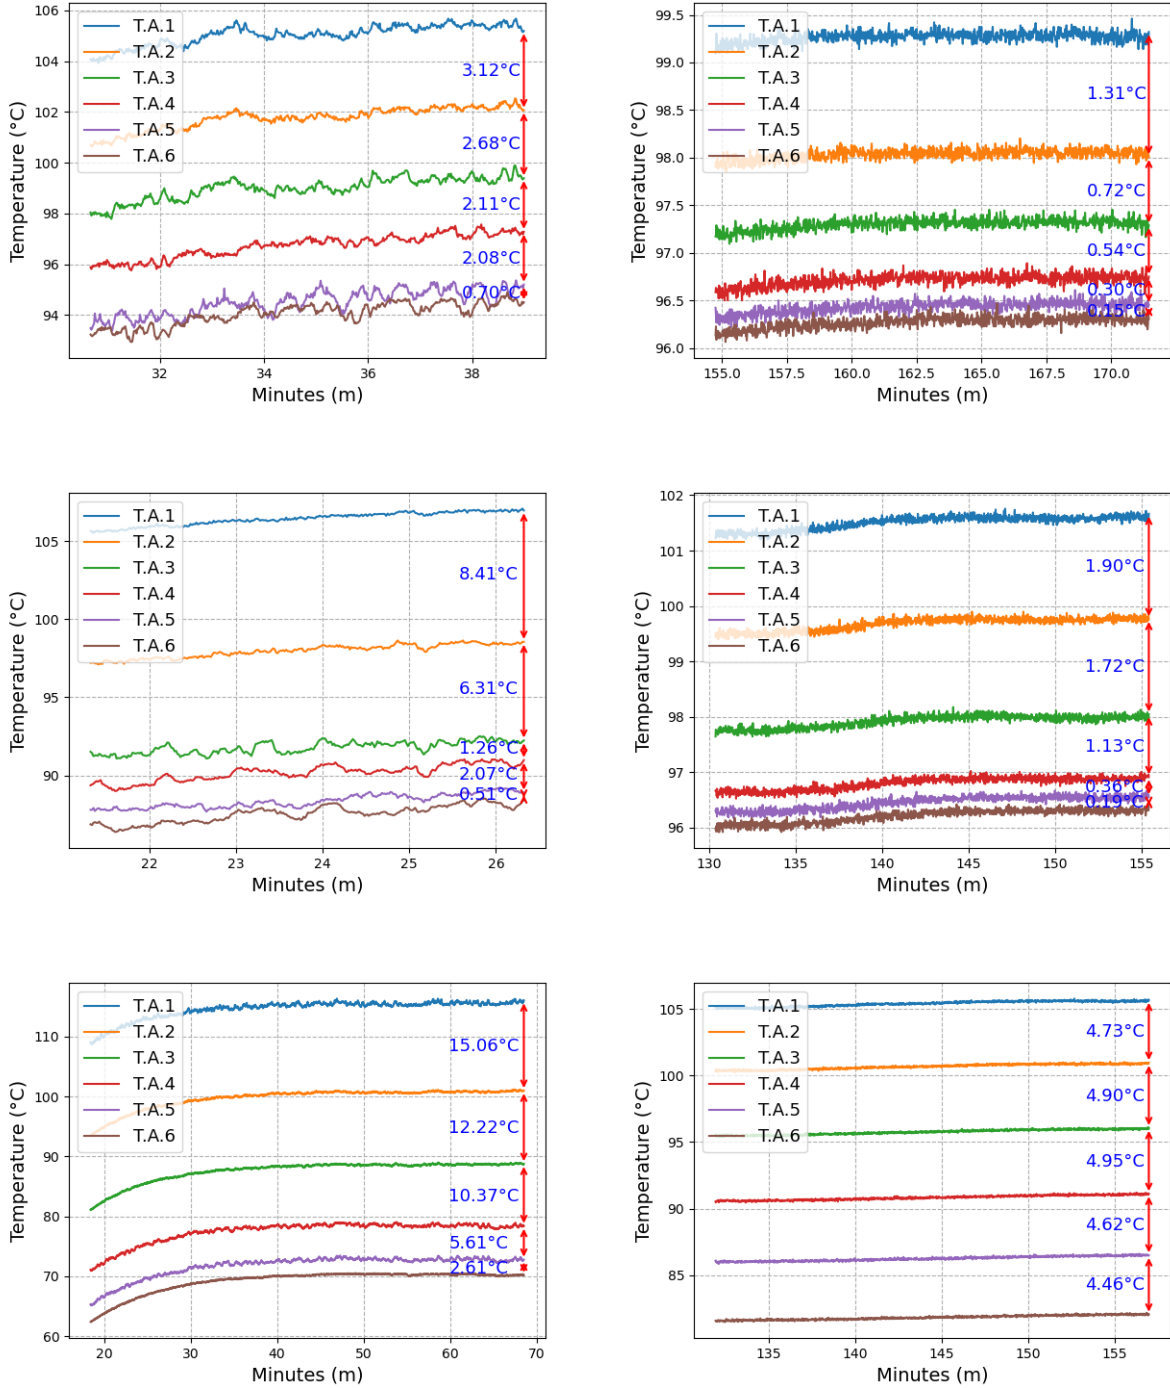 106
104
102
100
98
96
94
Temperature (°C)
T.A.1
T.A.2
T.A.3
T.A.4
T.A.5
T.A.6
3.12°C
2.68°C
2.11°C
2.08°C
0.70°C
32 34 36 38
Minutes (m)
99.5
99.0
98.5
98.0
97.5
97.0
96.5
96.0
Temperature (°C)
T.A.1
T.A.2
T.A.3
T.A.4
T.A.5
T.A.6
1.31°C
0.72°C
0.54°C
0.30°C
0.15°C
155.0 157.5 160.0 162.5 165.0 167.5 170.0
Minutes (m)
105
100
95
90
Temperature (°C)
T.A.1
T.A.2
T.A.3
T.A.4
T.A.5
T.A.6
8.41°C
6.31°C
1.26°C
2.07°C
0.51°C
22 23 24 25 26
Minutes (m)
102
101
100
99
98
97
96
Temperature (°C)
T.A.1
T.A.2
T.A.3
T.A.4
T.A.5
T.A.6
1.90°C
1.72°C
1.13°C
0.36°C
0.19°C
130 135 140 145 150 155
Minutes (m)
110
100
90
80
70
60
Temperature (°C)
T.A.1
T.A.2
T.A.3
T.A.4
T.A.5
T.A.6
15.06°C
12.22°C
10.37°C
5.61°C
2.61°C
20 30 40 50 60 70
Minutes (m)
105
100
95
90
85
Temperature (°C)
T.A.1
T.A.2
T.A.3
T.A.4
T.A.5
T.A.6
4.73°C
4.90°C
4.95°C
4.62°C
4.46°C
135 140 145 150 155
Minutes (m)